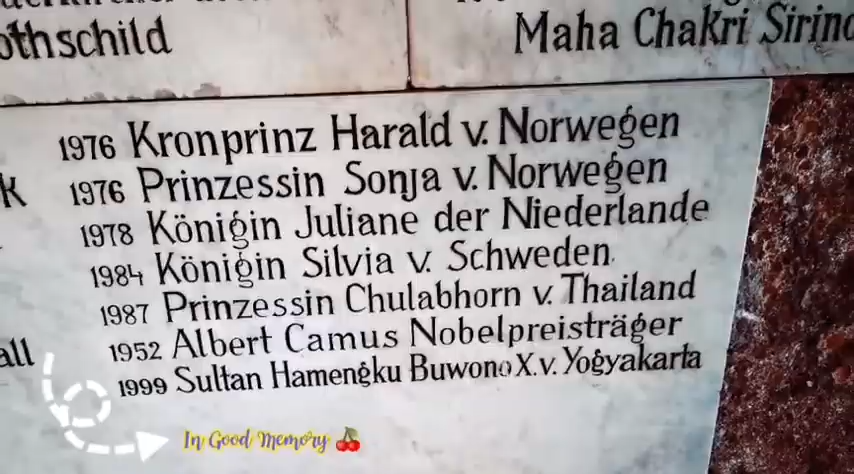 othschild
Maha Chakri
1976 Kronprinz Harald v. Norwegen
1976 Prinzessin Sonja v. Norwegen
1978 Königin Juliane der Niederlande
1984 Königin Silvia v. Schweden
1987 Prinzessin Chulabhorn v. Thailand
1952 Albert Camus Nobelpreisträger
1999 Sultan Hamengku Buwono X. v. Yogyakarta
all
In Good Memory 🍒